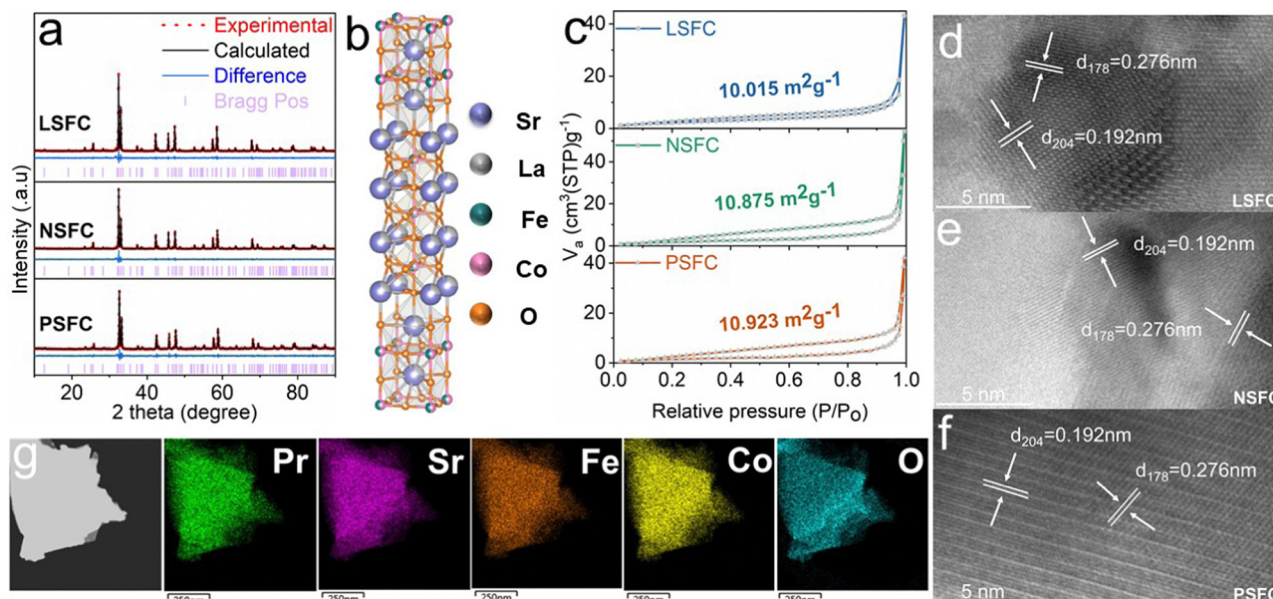 a
Experimental
Calculated
Difference
Bragg Pos
LSFC
NSFC
PSFC
Intensity (.a.u)
20 40 60 80
2 theta (degree)
b
Sr
La
Fe
Co
O
c
LSFC
10.015 m²g-1
NSFC
10.875 m²g-1
PSFC
10.923 m²g-1
40
20
0
40
20
0
40
20
0
Vₐ (cm³(STP)g)⁻¹
0.0 0.2 0.4 0.6 0.8 1.0
Relative pressure (P/Po)
d
d₁₇₈=0.276nm
d₂₀₄=0.192nm
5 nm
LSFC
e
d₂₀₄=0.192nm
d₁₇₈=0.276nm
5 nm
NSFC
f
d₂₀₄=0.192nm
d₁₇₈=0.276nm
5 nm
PSFC
g
Pr
Sr
Fe
Co
O
250nm
250nm
250nm
250nm
250nm